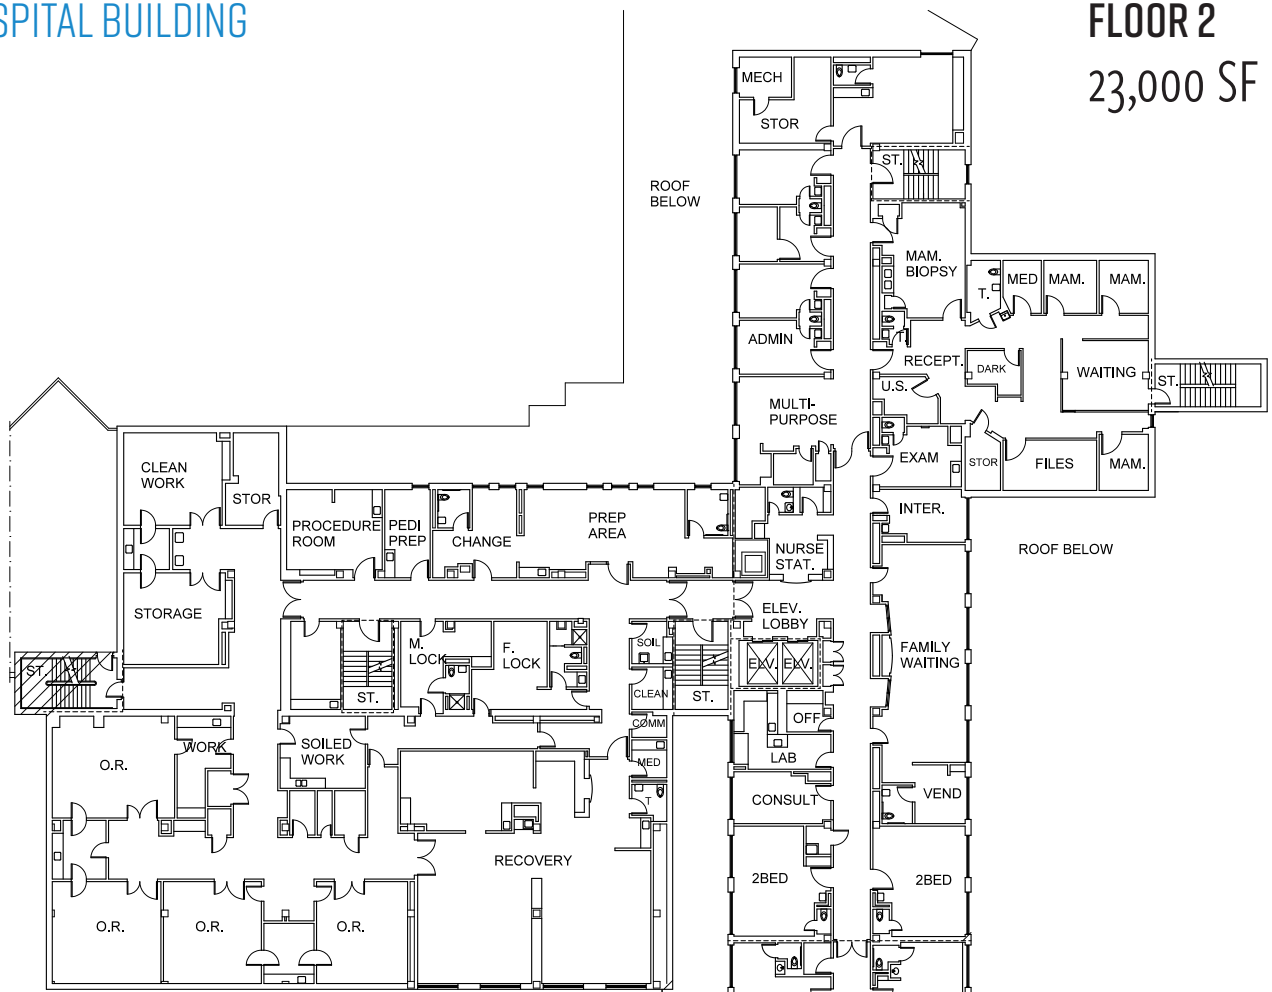 SPITAL BUILDING
FLOOR 2
23,000 SF
MECH
STOR
ROOF
BELOW
ST.
MAM.
BIOPSY
T.
MED
MAM.
MAM.
ADMIN
T.
RECEPT.
DARK
WAITING
ST.
U.S.
MULTI-
PURPOSE
EXAM
STOR
FILES
MAM.
CLEAN
WORK
STOR
PROCEDURE
ROOM
PEDI
PREP
CHANGE
PREP
AREA
NURSE
STAT.
INTER.
ROOF BELOW
STORAGE
ELEV.
LOBBY
M.
LOCK
F.
LOCK
SOIL
ELV.
ELV.
FAMILY
WAITING
ST.
ST.
CLEAN
ST.
COMM
OFF
WORK
SOILED
WORK
O.R.
MED
LAB
T
CONSULT
VEND
RECOVERY
2BED
2BED
O.R.
O.R.
O.R.